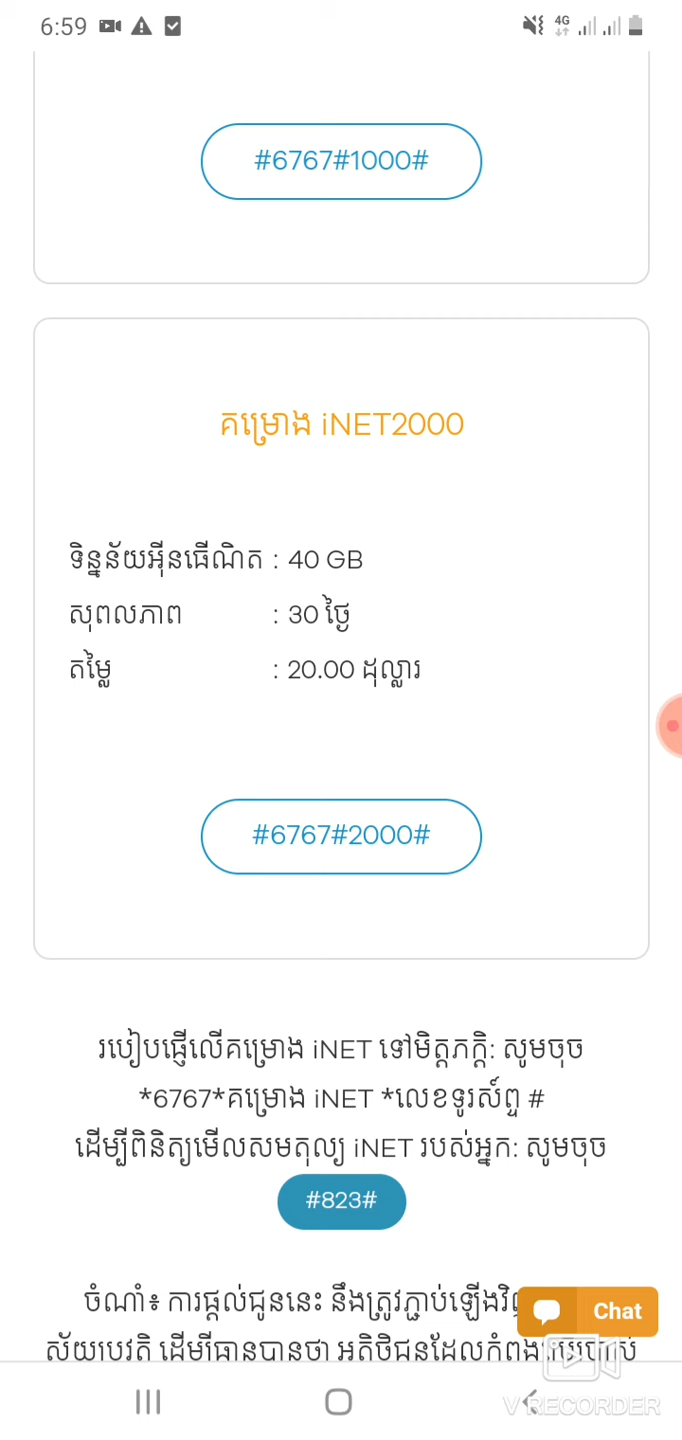 6:59
4G
#6767#1000#
គម្រោង iNET2000
ទិន្នន័យអ៊ីនធើណិត : 40 GB
សុពលភាព : 30 ថ្ងៃ
តម្លៃ : 20.00 ដុល្លារ
#6767#2000#
របៀបផ្ញើលើគម្រោង iNET ទៅមិត្តភក្តិ: សូមចុច
*6767*គម្រោង iNET *លេខទូរស័ព្ទ #
ដើម្បីពិនិត្យមើលសមតុល្យ iNET របស់អ្នក: សូមចុច
#823#
ចំណាំ៖ ការផ្តល់ជូននេះ នឹងត្រូវភ្ជាប់ឡើងវិញ
Chat
ស័យប្រវត្តិ ដើម្បីធានបានថា អតិថិជនដែលកំពុង
V RECORDER